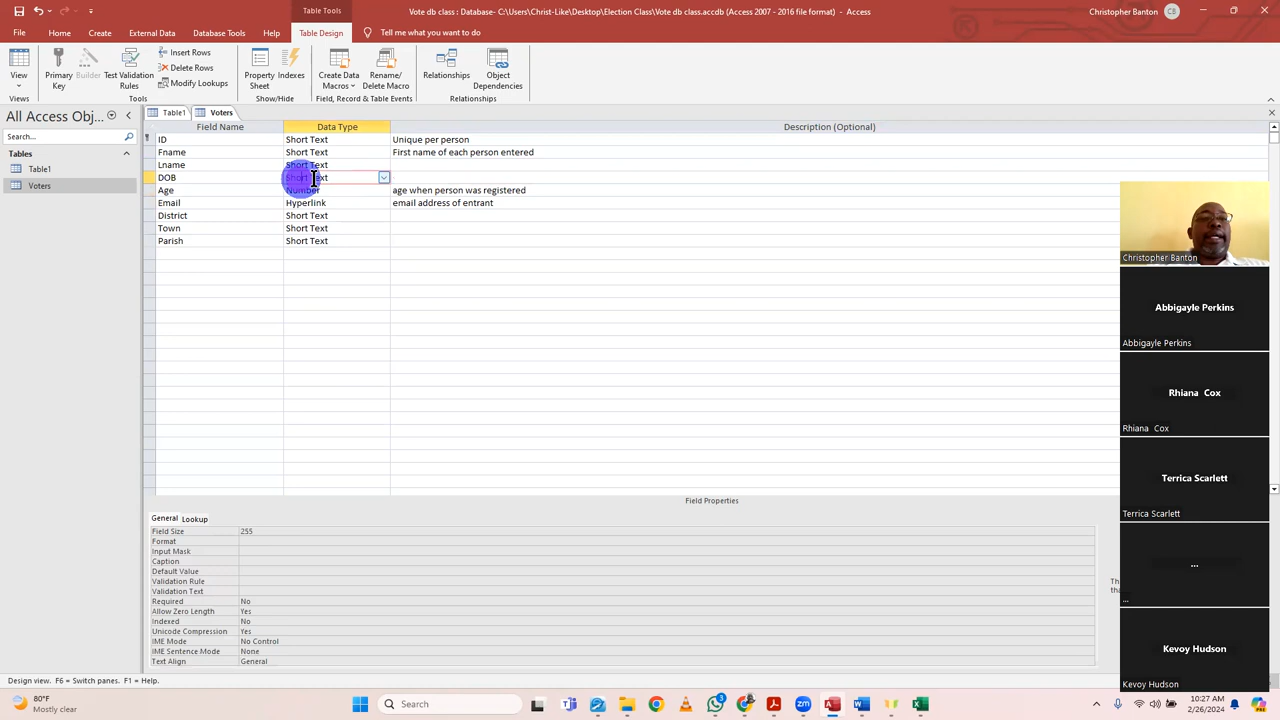 Table Tools
Vote db class : Database- C:\Users\Christ-Like\Desktop\Election Class\Vote db class.accdb (Access 2007 - 2016 file format) - Access
Christopher Banton
CB
File
Home
Create
External Data
Database Tools
Help
Table Design
Tell me what you want to do
View
Primary Key
Builder
Test Validation Rules
Insert Rows
Delete Rows
Modify Lookups
Property Sheet
Indexes
Create Data Macros
Rename/ Delete Macro
Relationships
Object Dependencies
Views
Tools
Show/Hide
Field, Record & Table Events
Relationships
All Access Obj...
Search...
Tables
Table1
Voters
Table1
Voters
Field Name Data Type Description (Optional)
ID Short Text Unique per person
Fname Short Text First name of each person entered
Lname Short Text
DOB Short Text
Age Number age when person was registered
Email Hyperlink email address of entrant
District Short Text
Town Short Text
Parish Short Text
Field Properties
General Lookup
Field Size 255
Format
Input Mask
Caption
Default Value
Validation Rule
Validation Text
Required No
Allow Zero Length Yes
Indexed No
Unicode Compression Yes
IME Mode No Control
IME Sentence Mode None
Text Align General
Christopher Banton
Abbigayle Perkins
Abbigayle Perkins
Rhiana Cox
Rhiana Cox
Terrica Scarlett
Terrica Scarlett
...
...
Kevoy Hudson
Kevoy Hudson
Design view. F6 = Switch panes. F1 = Help.
80°F
Mostly clear
Search
3
10:27 AM
2/26/2024